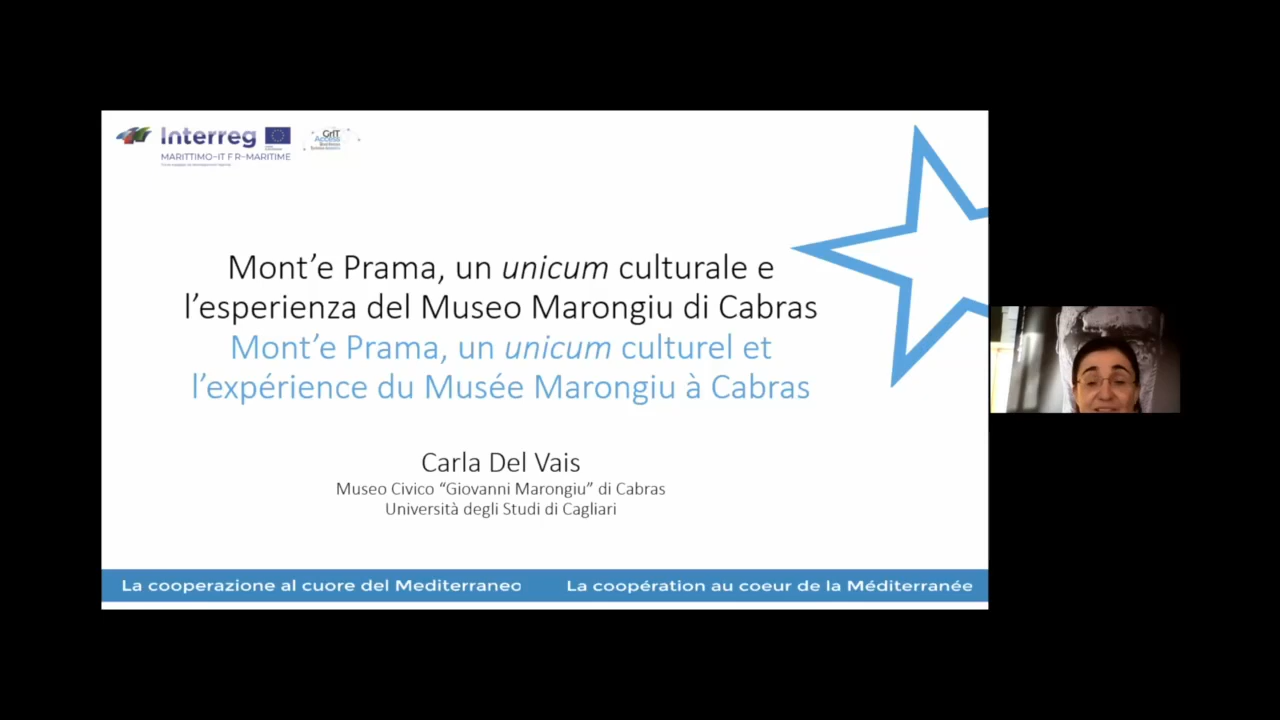 Interreg
MARITTIMO-IT FR-MARITIME
GrIT
Access
Mont'e Prama, un unicum culturale e
l'esperienza del Museo Marongiu di Cabras
Mont'e Prama, un unicum culturel et
l'expérience du Musée Marongiu à Cabras
Carla Del Vais
Museo Civico “Giovanni Marongiu” di Cabras
Università degli Studi di Cagliari
La cooperazione al cuore del Mediterraneo
La coopération au coeur de la Méditerranée